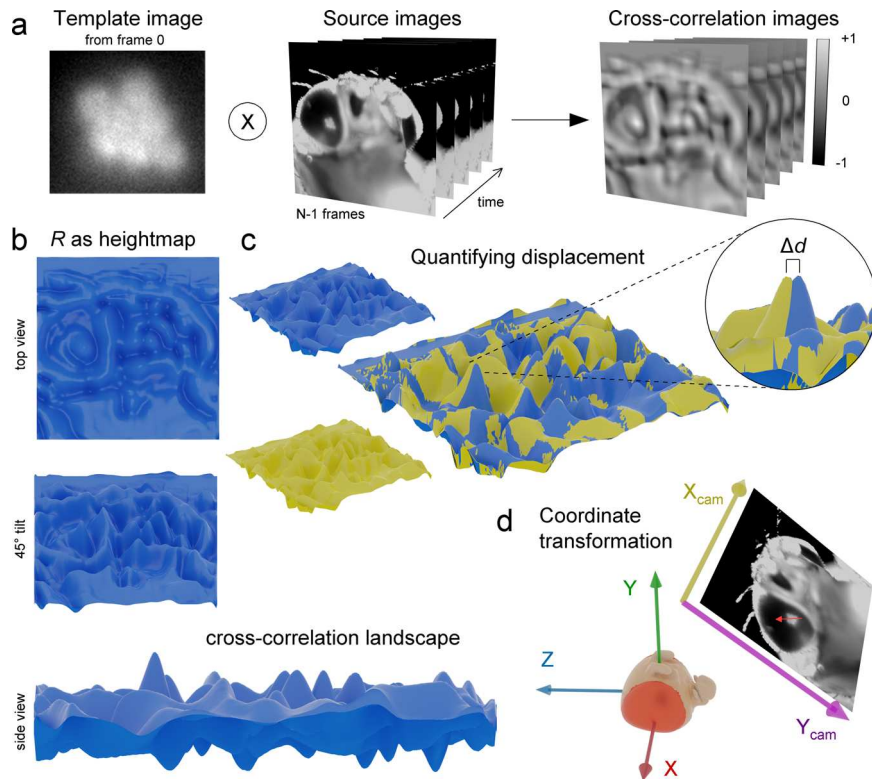 a
Template image
from frame 0
Source images
Cross-correlation images
X
N-1 frames
time
+1
0
-1
b
R as heightmap
top view
45° tilt
side view
cross-correlation landscape
c
Quantifying displacement
Δd
d
Coordinate
transformation
Xcam
Ycam
Y
Z
X